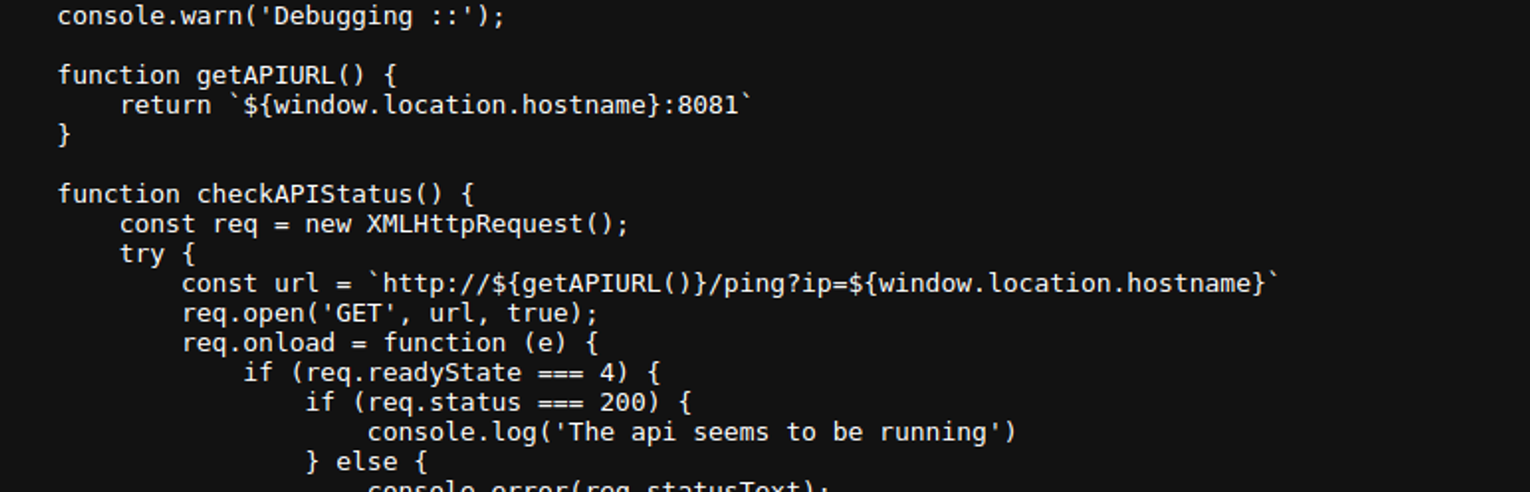 console.warn('Debugging ::');
function getAPIURL() {
return `${window.location.hostname}:8081`
}
function checkAPIStatus() {
const req = new XMLHttpRequest();
try {
const url = `http://${getAPIURL()}/ping?ip=${window.location.hostname}`
req.open('GET', url, true);
req.onload = function (e) {
if (req.readyState === 4) {
if (req.status === 200) {
console.log('The api seems to be running')
} else {
console.error(req.statusText);